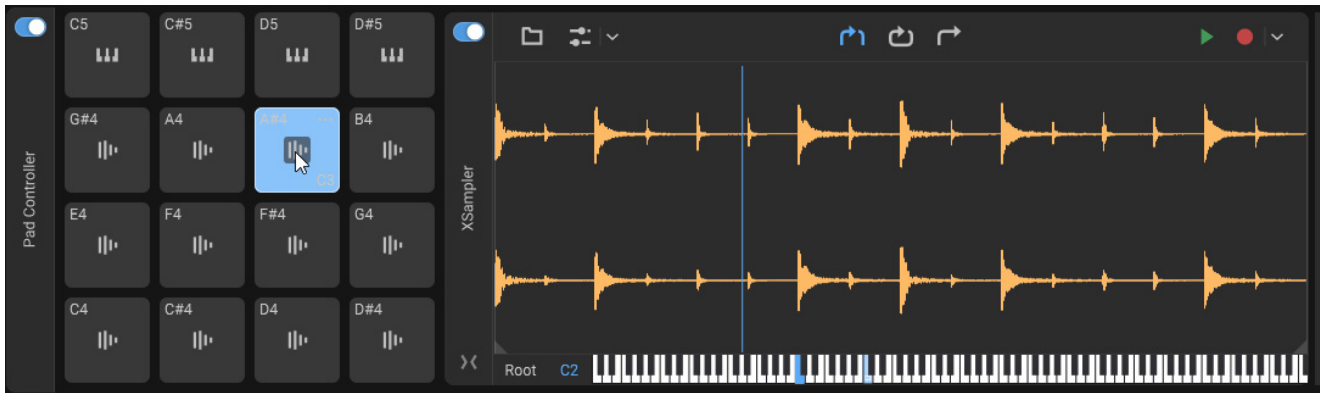 Pad Controller
C5 C#5 D5 D#5
G#4 A4 A#4 ... B4
C3
E4 F4 F#4 G4
C4 C#4 D4 D#4
XSampler
Root C2